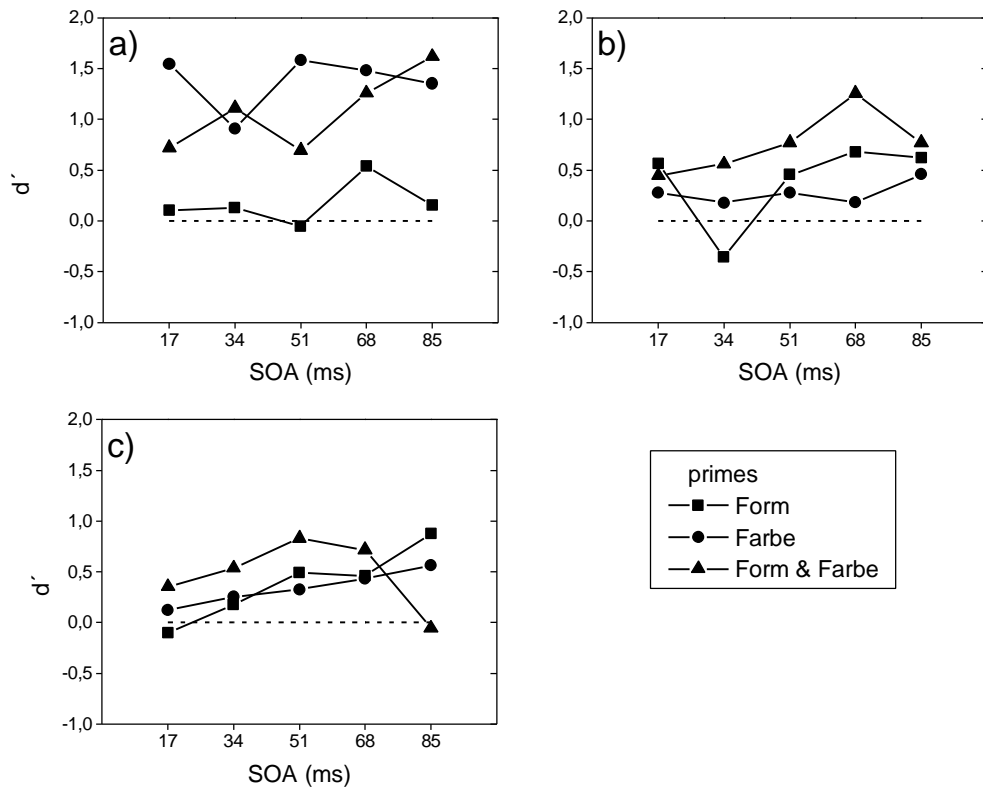 a)
2,0
1,5
1,0
0,5
0,0
-0,5
-1,0
d´
17 34 51 68 85
SOA (ms)
b)
2,0
1,5
1,0
0,5
0,0
-0,5
-1,0
17 34 51 68 85
SOA (ms)
c)
2,0
1,5
1,0
0,5
0,0
-0,5
-1,0
d´
17 34 51 68 85
SOA (ms)
primes
Form
Farbe
Form & Farbe